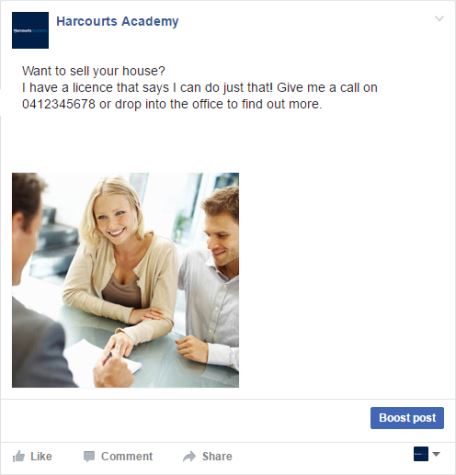 Harcourts Academy
Want to sell your house?
I have a licence that says I can do just that! Give me a call on
0412345678 or drop into the office to find out more.
Boost post
Like Comment Share